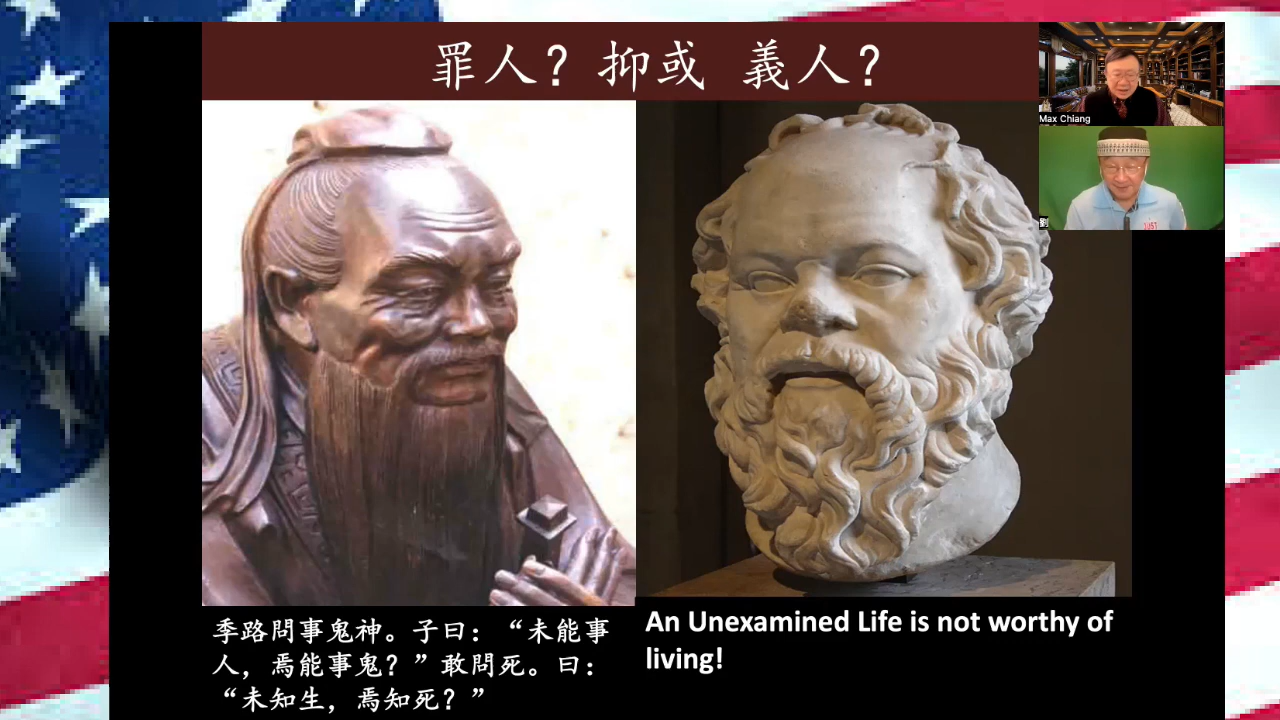 罪人？抑或 義人？
Max Chiang
劉
JUST
季路問事鬼神。子曰：“未能事
人，焉能事鬼？”敢問死。曰：
“未知生，焉知死？”
An Unexamined Life is not worthy of
living!